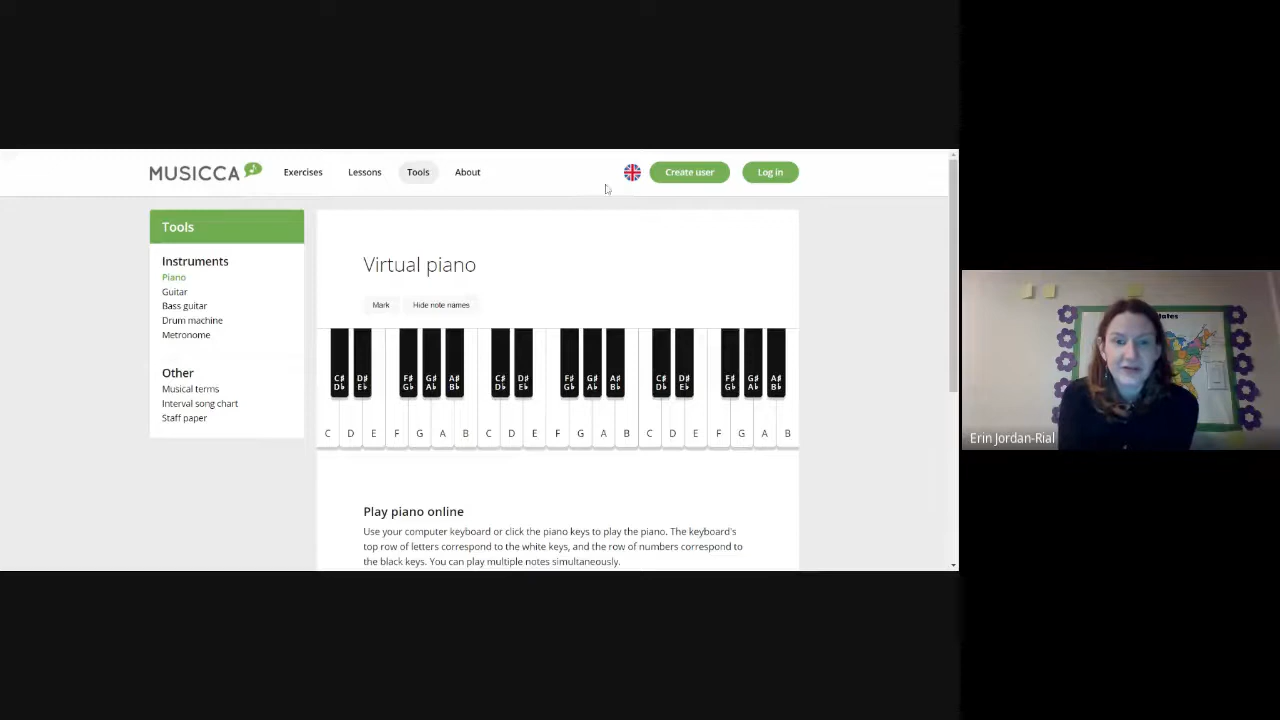 MUSICCA
Exercises
Lessons
Tools
About
Create user
Log in
Tools
Instruments
Piano
Guitar
Bass guitar
Drum machine
Metronome
Other
Musical terms
Interval song chart
Staff paper
Virtual piano
Mark
Hide note names
C# D# F# G# A# C# D# F# G# A# C# D# F# G# A#
D♭ E♭ G♭ A♭ B♭ D♭ E♭ G♭ A♭ B♭ D♭ E♭ G♭ A♭ B♭
C D E F G A B C D E F G A B C D E F G A B
Play piano online
Use your computer keyboard or click the piano keys to play the piano. The keyboard's
top row of letters correspond to the white keys, and the row of numbers correspond to
the black keys. You can play multiple notes simultaneously.
Erin Jordan-Rial